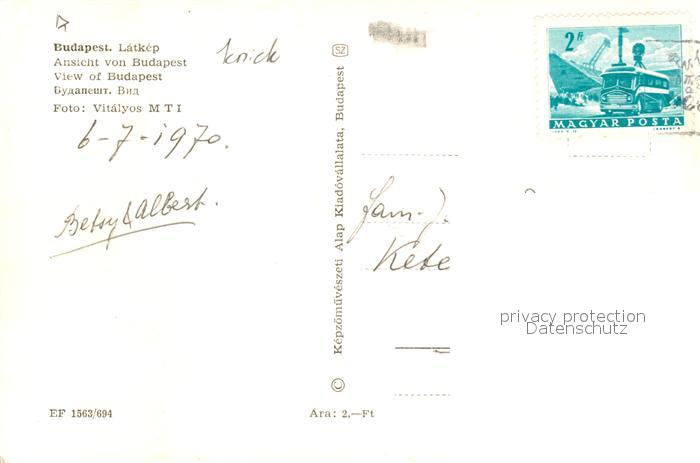 Budapest. Látkép
Ansicht von Budapest
View of Budapest
Будапешт. Вид
Foto: Vitályos M T I
knick
6-7-1970.
Betsy & Albert.
EF 1563/694
SZ
Képzőművészeti Alap Kiadóvállalata, Budapest
©
Ára: 2,—Ft
2 Ft
MAGYAR POSTA
Fam. J
Kete
privacy protection
Datenschutz